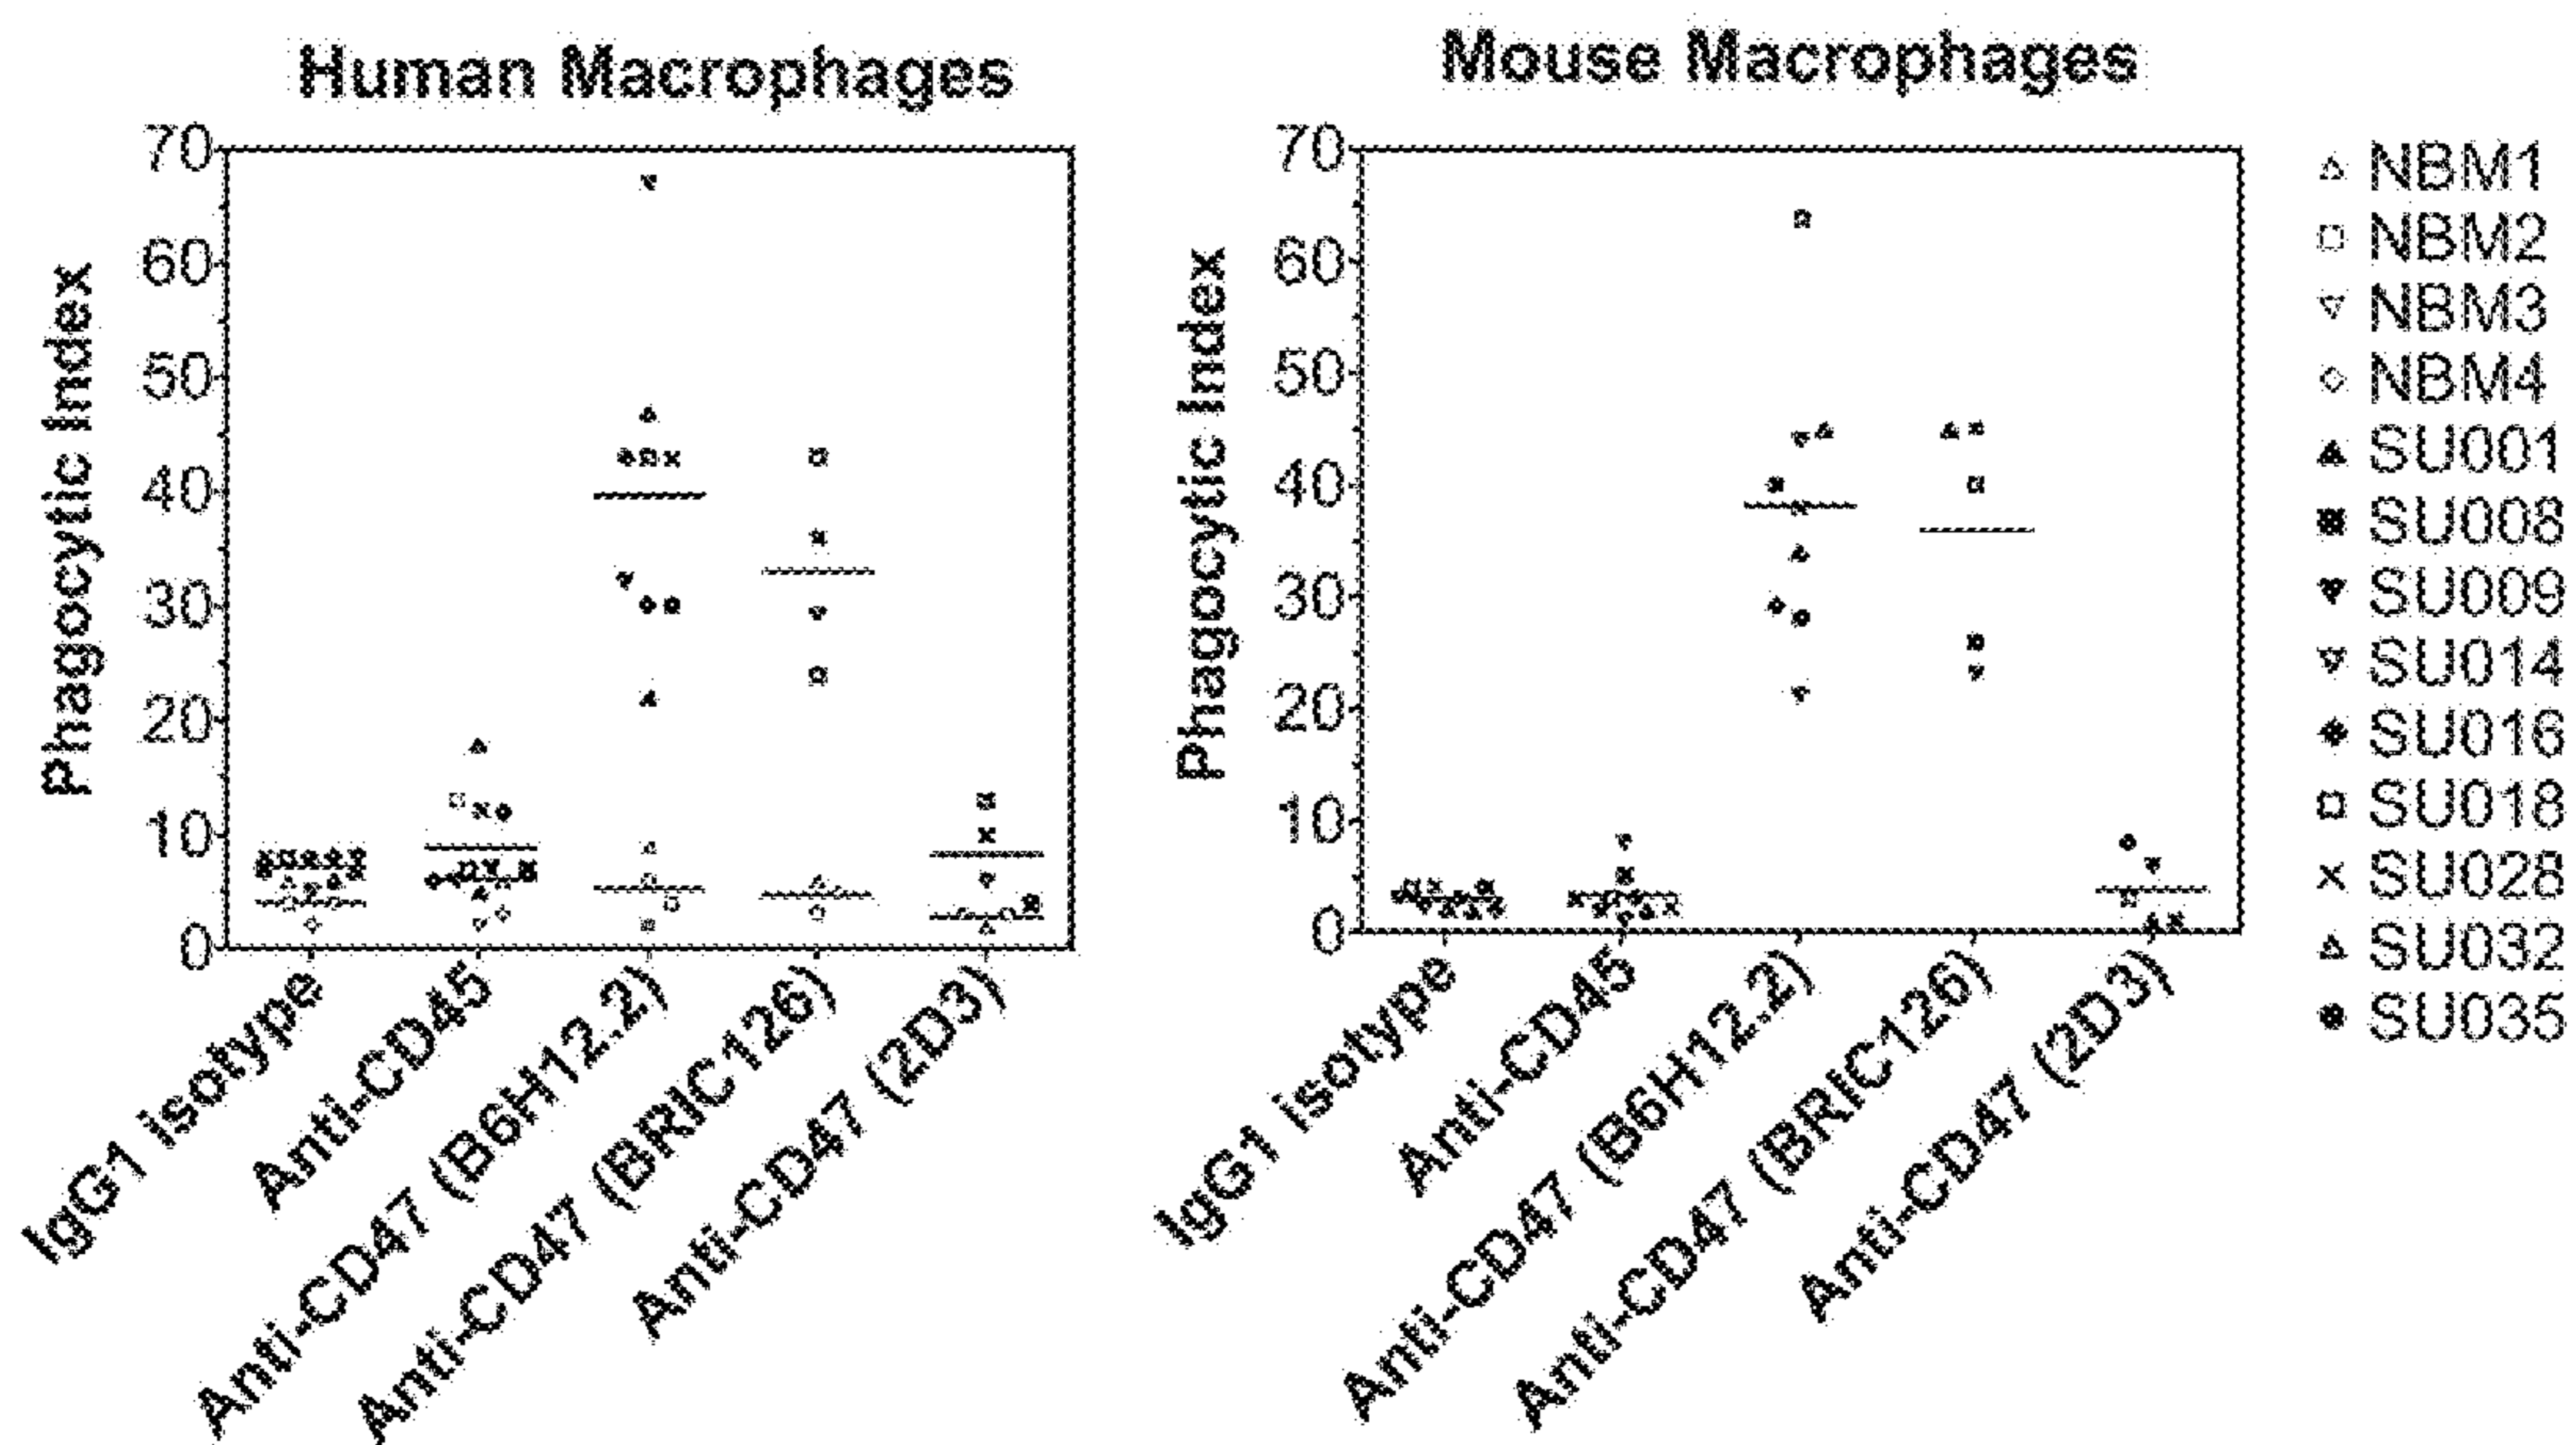 Human Macrophages
Phagocytic Index
70
60
50
40
30
20
10
0
IgG1 isotype
Anti-CD45
Anti-CD47 (B6H12.2)
Anti-CD47 (BRIC126)
Anti-CD47 (2D3)
Mouse Macrophages
Phagocytic Index
70
60
50
40
30
20
10
0
IgG1 isotype
Anti-CD45
Anti-CD47 (B6H12.2)
Anti-CD47 (BRIC126)
Anti-CD47 (2D3)
NBM1
NBM2
NBM3
NBM4
SU001
SU008
SU009
SU014
SU016
SU018
SU028
SU032
SU035